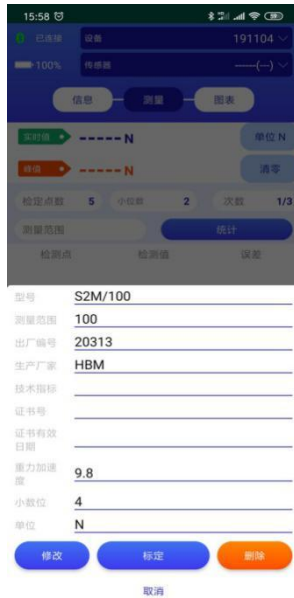 15:58
已连接 设备 191104
100% 传感器 ----(--)
信息 测量 图表
实时值 -----N 单位 N
峰值 -----N 清零
检定点数 5 小位数 2 次数 1/3
测量范围 统计
检测点 检测值 误差
型号 S2M/100
测量范围 100
出厂编号 20313
生产厂家 HBM
技术指标
证书号
证书有效
日期
重力加速
度 9.8
小数位 4
单位 N
修改 标定 删除
取消